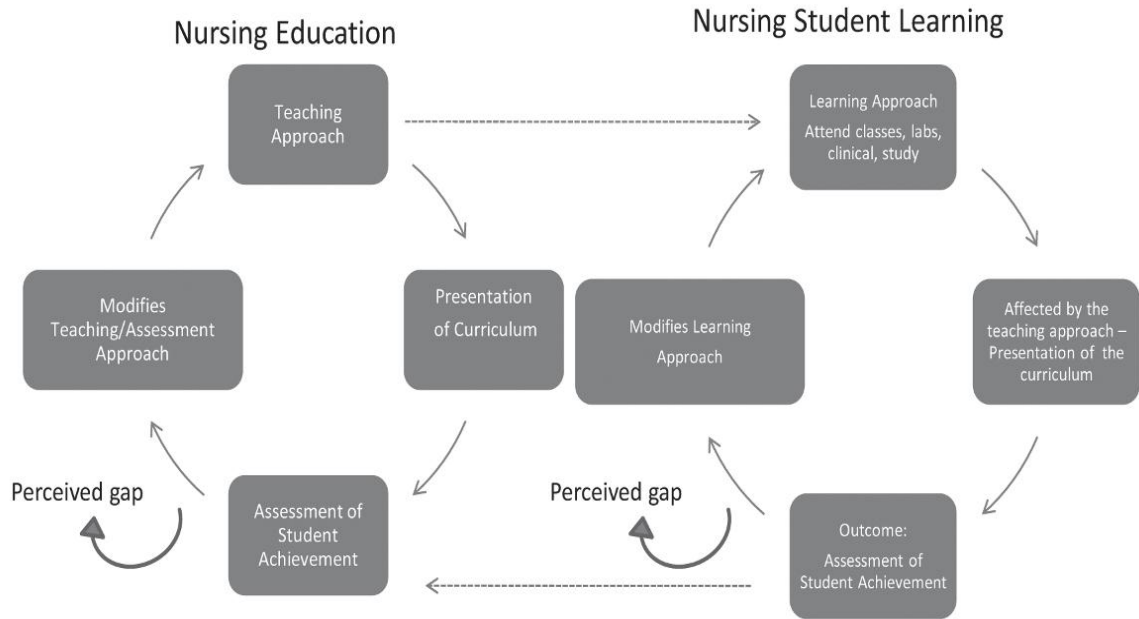 Nursing Education
Nursing Student Learning
Teaching
Approach
Learning Approach
Attend classes, labs,
clinical, study
Modifies
Teaching/Assessment
Approach
Presentation
of Curriculum
Modifies Learning
Approach
Affected by the
teaching approach –
Presentation of the
curriculum
Perceived gap
Assessment of
Student
Achievement
Perceived gap
Outcome:
Assessment of
Student Achievement